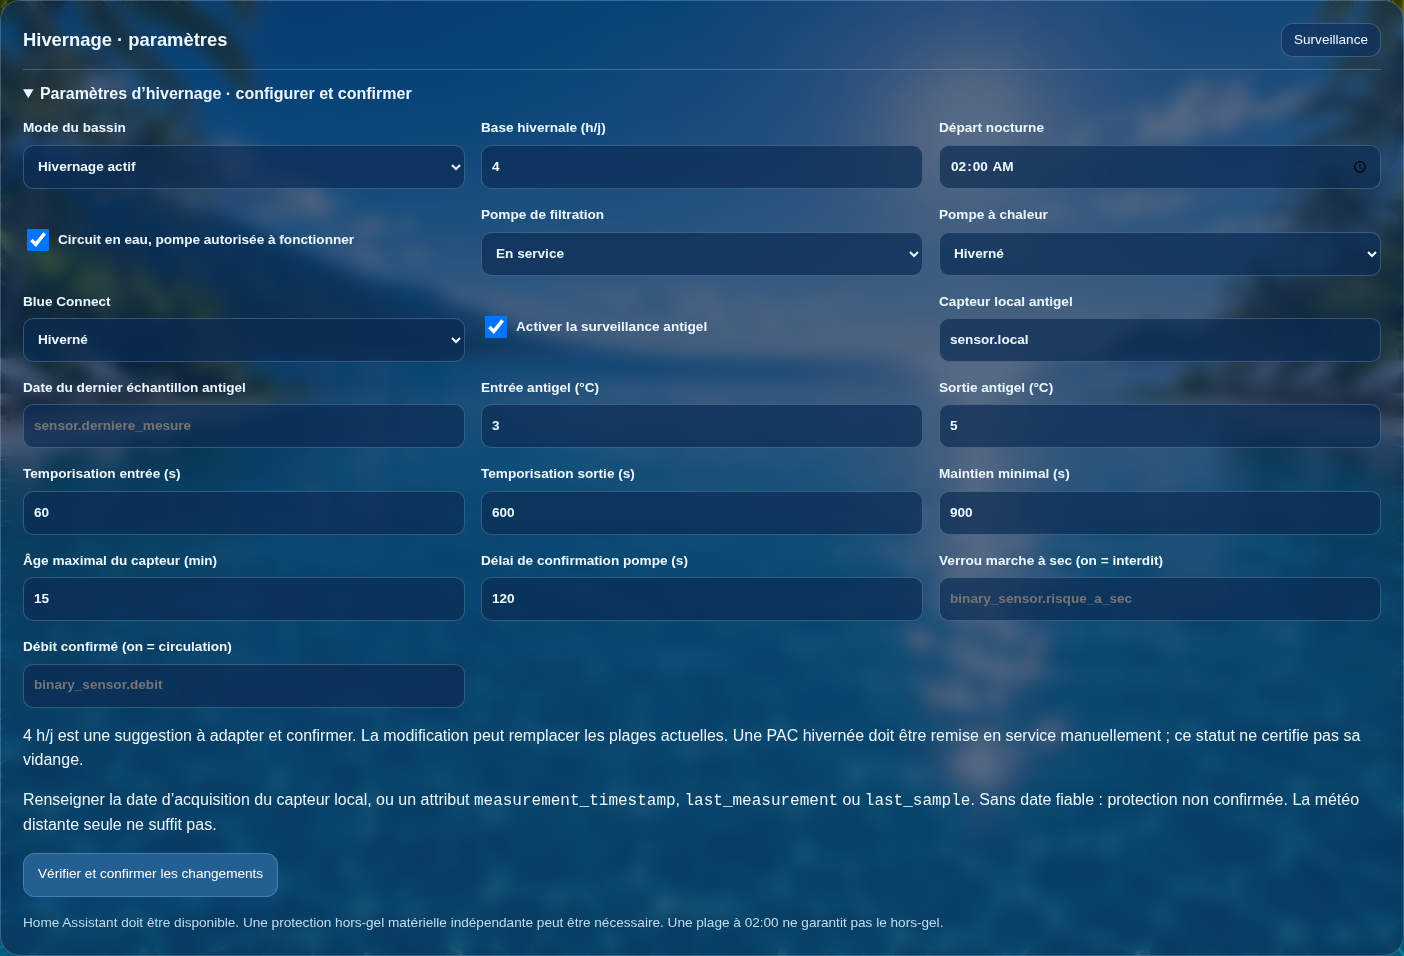 Hivernage · paramètres
Surveillance
▼ Paramètres d’hivernage · configurer et confirmer
Mode du bassin
Base hivernale (h/j)
Départ nocturne
Hivernage actif
4
02:00 AM
Circuit en eau, pompe autorisée à fonctionner
Pompe de filtration
Pompe à chaleur
En service
Hiverné
Blue Connect
Activer la surveillance antigel
Capteur local antigel
Hiverné
sensor.local
Date du dernier échantillon antigel
Entrée antigel (°C)
Sortie antigel (°C)
sensor.derniere_mesure
3
5
Temporisation entrée (s)
Temporisation sortie (s)
Maintien minimal (s)
60
600
900
Âge maximal du capteur (min)
Délai de confirmation pompe (s)
Verrou marche à sec (on = interdit)
15
120
binary_sensor.risque_a_sec
Débit confirmé (on = circulation)
binary_sensor.debit
4 h/j est une suggestion à adapter et confirmer. La modification peut remplacer les plages actuelles. Une PAC hivernée doit être remise en service manuellement ; ce statut ne certifie pas sa
vidange.
Renseigner la date d’acquisition du capteur local, ou un attribut measurement_timestamp, last_measurement ou last_sample. Sans date fiable : protection non confirmée. La météo
distante seule ne suffit pas.
Vérifier et confirmer les changements
Home Assistant doit être disponible. Une protection hors-gel matérielle indépendante peut être nécessaire. Une plage à 02:00 ne garantit pas le hors-gel.